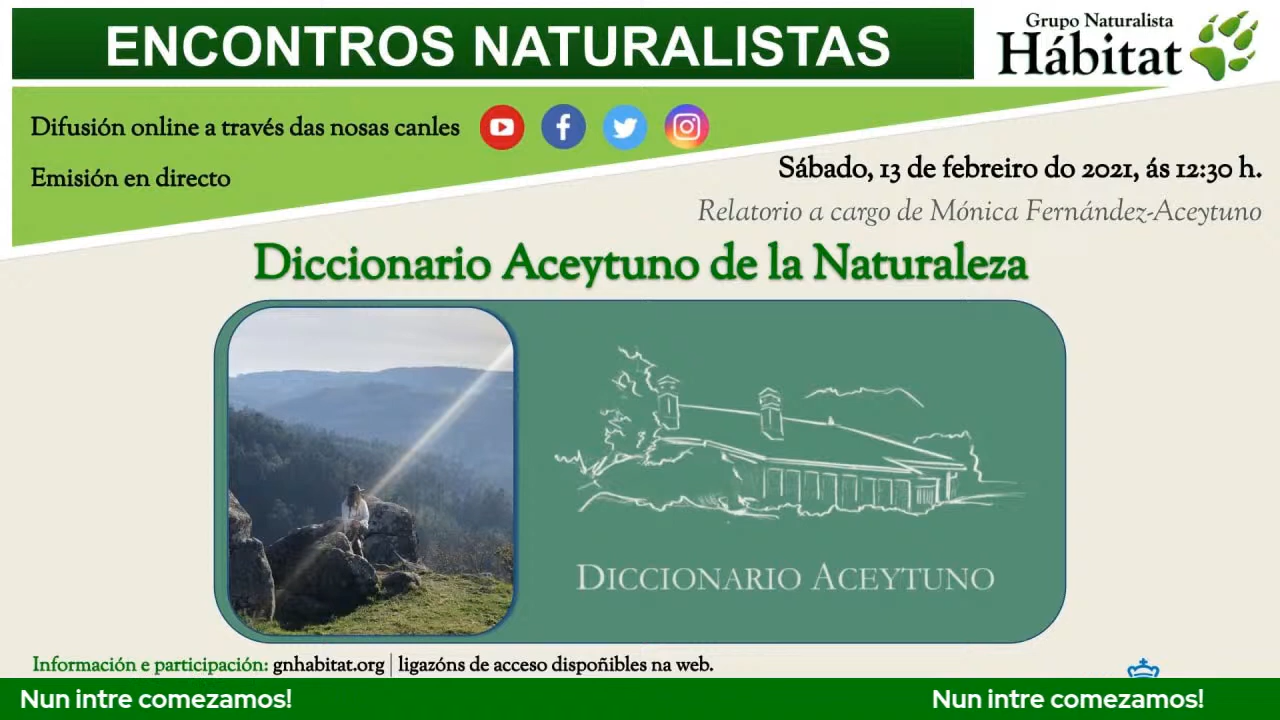 ENCONTROS NATURALISTAS
Grupo Naturalista
Hábitat
Difusión online a través das nosas canles
Emisión en directo
Sábado, 13 de febreiro do 2021, ás 12:30 h.
Relatorio a cargo de Mónica Fernández-Aceytuno
Diccionario Aceytuno de la Naturaleza
DICCIONARIO ACEYTUNO
Información e participación: gnhabitat.org | ligazóns de acceso dispoñibles na web.
Nun intre comezamos!
Nun intre comezamos!